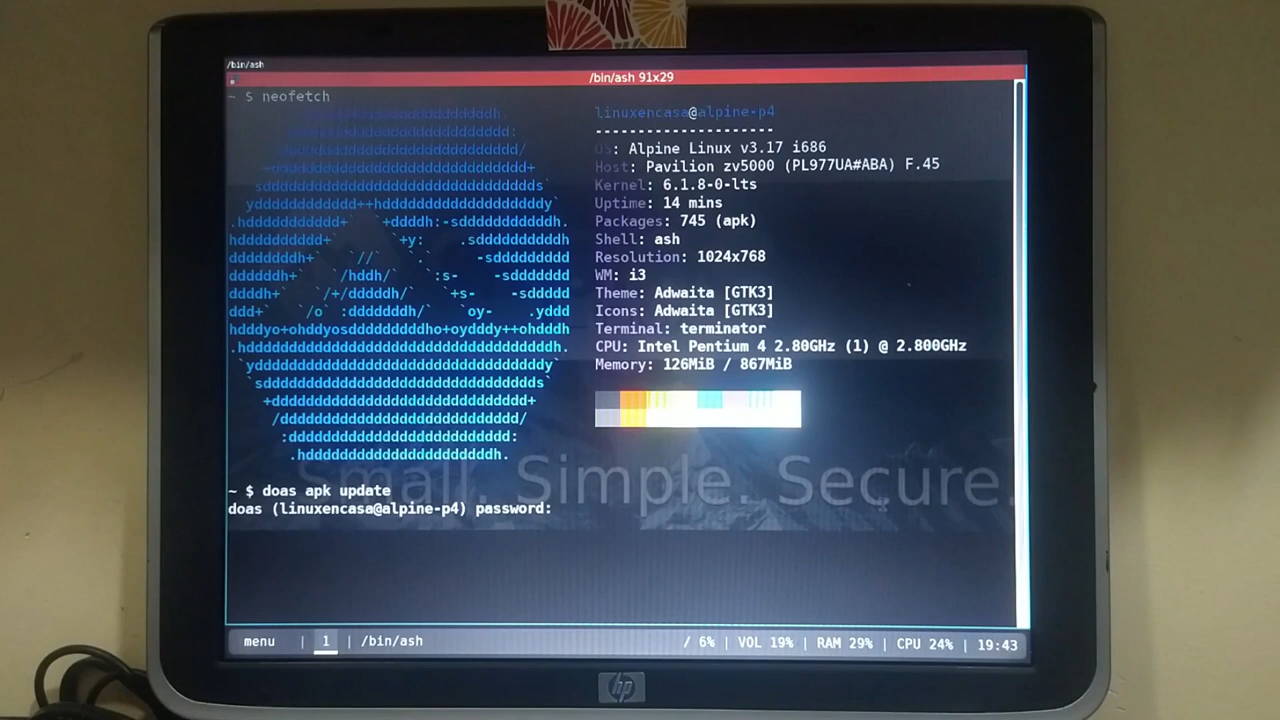 /bin/ash
/bin/ash 91x29
~ $ neofetch
linuxencasa@alpine-p4
---------------------
OS: Alpine Linux v3.17 i686
Host: Pavilion zv5000 (PL977UA#ABA) F.45
Kernel: 6.1.8-0-lts
Uptime: 14 mins
Packages: 745 (apk)
Shell: ash
Resolution: 1024x768
WM: i3
Theme: Adwaita [GTK3]
Icons: Adwaita [GTK3]
Terminal: terminator
CPU: Intel Pentium 4 2.80GHz (1) @ 2.800GHz
Memory: 126MiB / 867MiB
Small. Simple. Secure.
~ $ doas apk update
doas (linuxencasa@alpine-p4) password:
menu | 1 | /bin/ash / 6% | VOL 19% | RAM 29% | CPU 24% | 19:43
hp